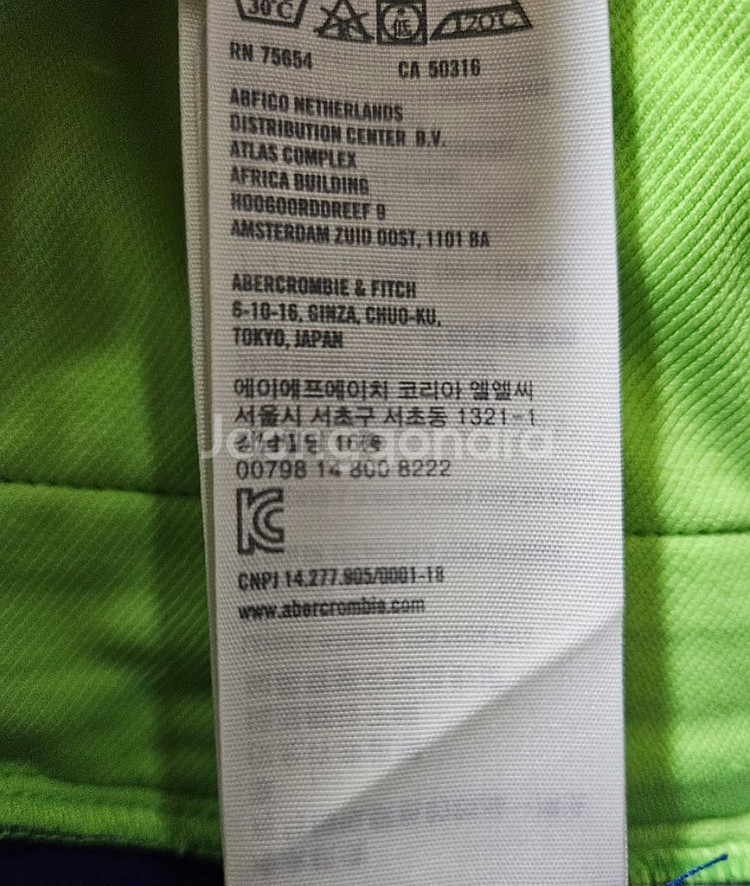 30°C 低 120°C
RN 75654 CA 50316
ABFICO NETHERLANDS
DISTRIBUTION CENTER B.V.
ATLAS COMPLEX
AFRICA BUILDING
HOOGOORDDREEF 9
AMSTERDAM ZUID OOST, 1101 BA
ABERCROMBIE & FITCH
6-10-16, GINZA, CHUO-KU,
TOKYO, JAPAN
에이에프에이치 코리아 엘엘씨
서울시 서초구 서초동 1321-1
00798 14 800 8222
CNPJ 14.277.905/0001-18
www.abercrombie.com